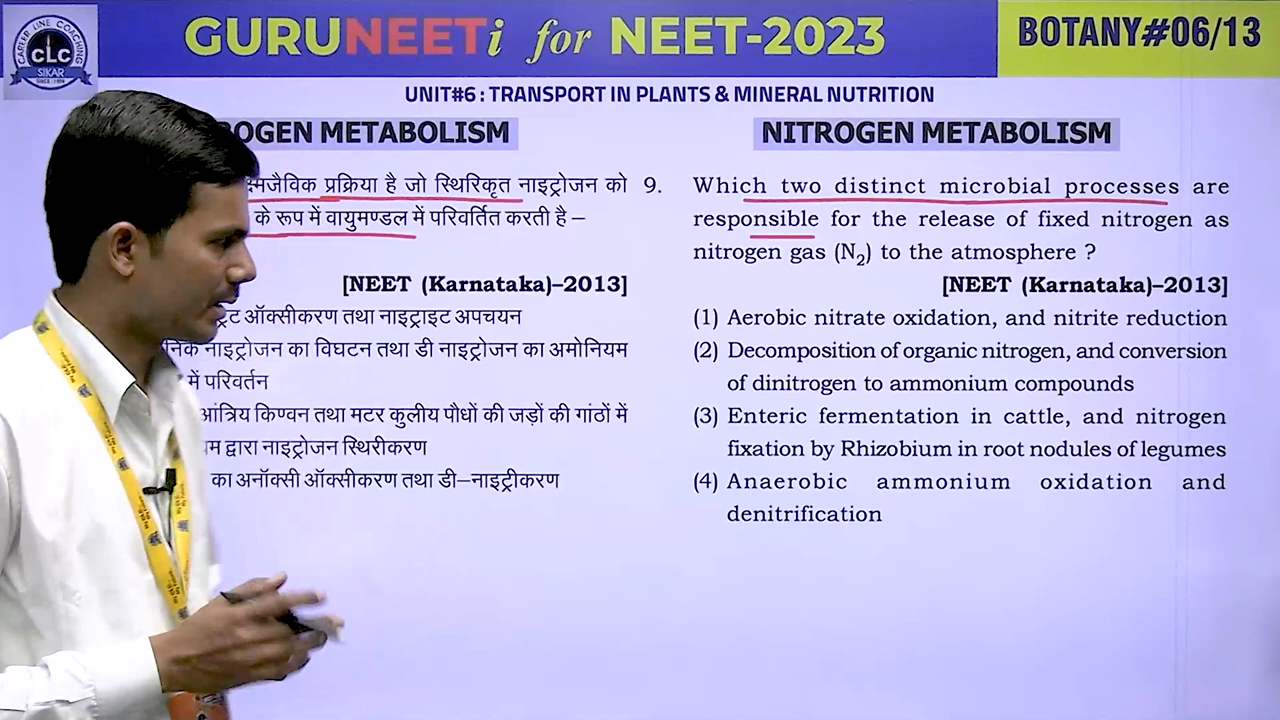 CAREER LINE COACHING
CLC
SIKAR
GURUNEETi for NEET-2023
BOTANY#06/13
UNIT#6 : TRANSPORT IN PLANTS & MINERAL NUTRITION
METABOLISM
प्रक्रिया है जो स्थिरिकृत नाइट्रोजन को
के रूप में वायुमण्डल में परिवर्तित करती है –
[NEET (Karnataka)–2013]
ऑक्सीकरण तथा नाइट्राइट अपचयन
नाइट्रोजन का विघटन तथा डी नाइट्रोजन का अमोनियम
में परिवर्तन
आंत्रिय किण्वन तथा मटर कुलीय पौधों की जड़ों की गांठों में
द्वारा नाइट्रोजन स्थिरीकरण
का अनॉक्सी ऑक्सीकरण तथा डी–नाइट्रीकरण
NITROGEN METABOLISM
9. Which two distinct microbial processes are
responsible for the release of fixed nitrogen as
nitrogen gas (N₂) to the atmosphere ?
[NEET (Karnataka)–2013]
(1) Aerobic nitrate oxidation, and nitrite reduction
(2) Decomposition of organic nitrogen, and conversion
of dinitrogen to ammonium compounds
(3) Enteric fermentation in cattle, and nitrogen
fixation by Rhizobium in root nodules of legumes
(4) Anaerobic ammonium oxidation and
denitrification